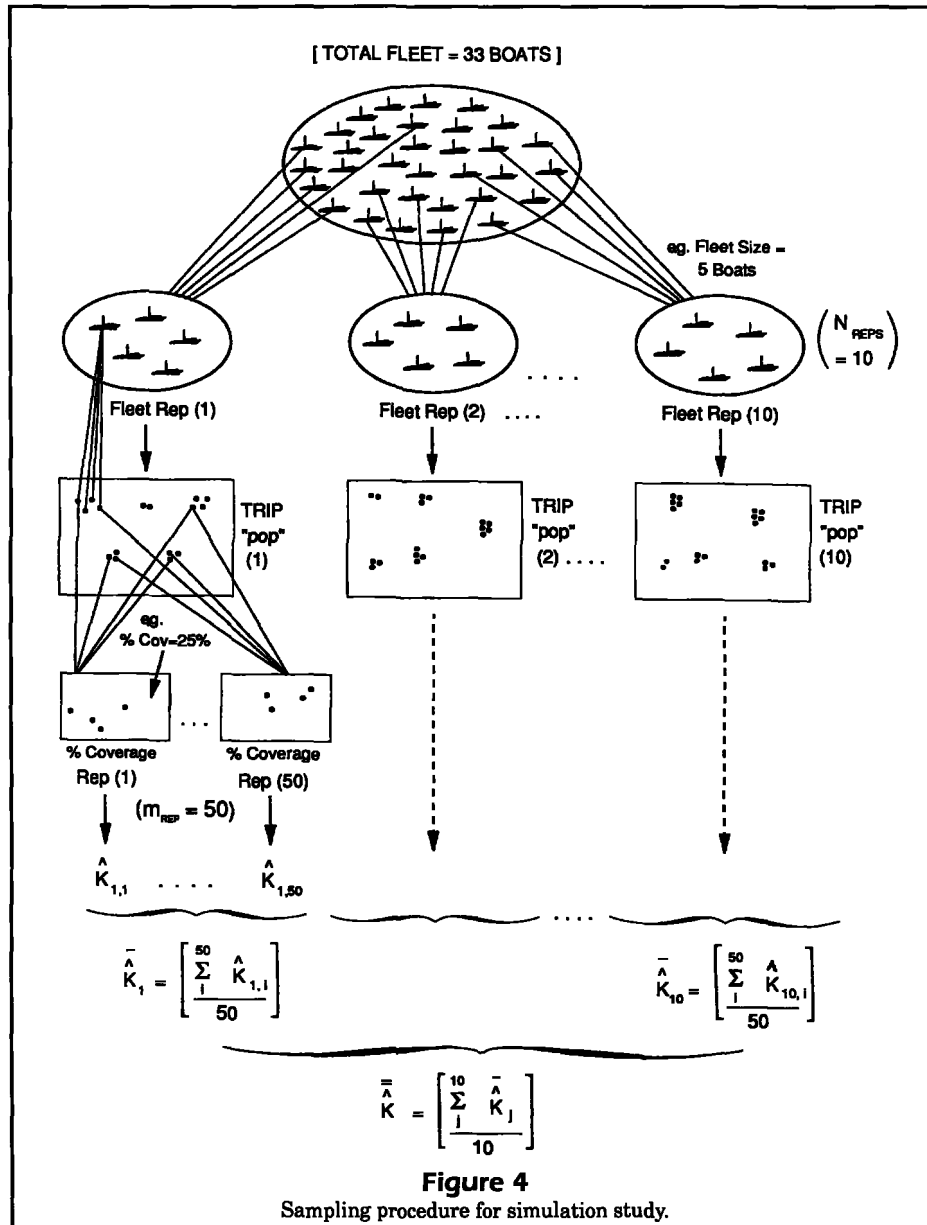 [ TOTAL FLEET = 33 BOATS ]
eg. Fleet Size =
5 Boats
( N REPS
= 10 )
. . . .
Fleet Rep (1)
Fleet Rep (2) . . . .
Fleet Rep (10)
TRIP
"pop"
(1)
TRIP
"pop"
(2) . . . .
TRIP
"pop"
(10)
eg.
% Cov=25%
. . .
% Coverage
Rep (1)
% Coverage
Rep (50)
(m REP = 50)
K̂ 1,1 . . . . K̂ 1,50
. . . .
K̂̄ 1 = [ 50 Σ i K̂ 1, i / 50 ]
K̂̄ 10 = [ 50 Σ i K̂ 10, i / 50 ]
K̂̿ = [ 10 Σ j K̂̄ j / 10 ]
Figure 4
Sampling procedure for simulation study.